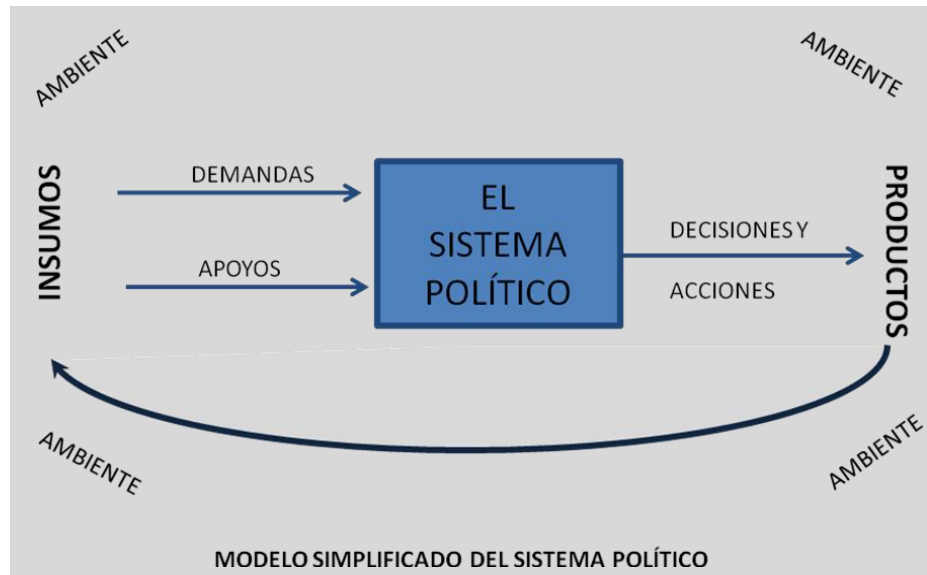 AMBIENTE
AMBIENTE
INSUMOS
DEMANDAS
APOYOS
EL
SISTEMA
POLÍTICO
DECISIONES Y
ACCIONES
PRODUCTOS
AMBIENTE
AMBIENTE
MODELO SIMPLIFICADO DEL SISTEMA POLÍTICO